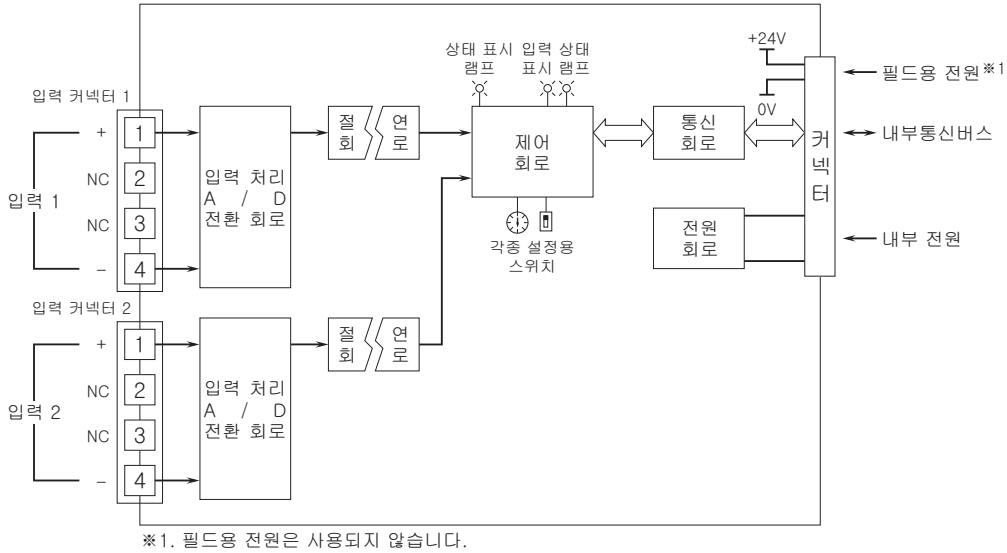 +24V
0V
상태 표시
램프
입력 상태
표시 램프
필드용 전원※1
내부통신버스
내부 전원
커
넥
터
입력 커넥터 1
+
1
NC
2
NC
3
-
4
입력 1
입력 처리
A / D
전환 회로
절 연
회 로
제어
회로
통신
회로
전원
회로
각종 설정용
스위치
입력 커넥터 2
+
1
NC
2
NC
3
-
4
입력 2
입력 처리
A / D
전환 회로
절 연
회 로
※1. 필드용 전원은 사용되지 않습니다.